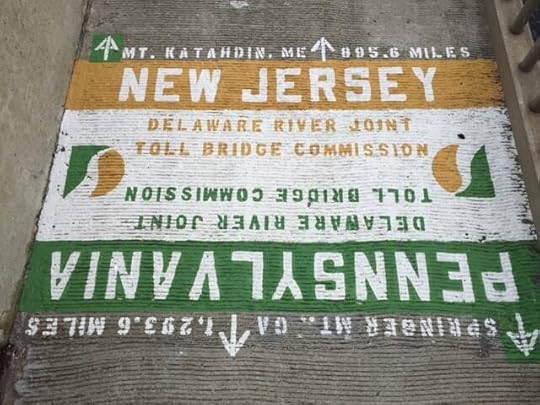 MT. KATAHDIN, ME ↑ 895.6 MILES
NEW JERSEY
DELAWARE RIVER JOINT
TOLL BRIDGE COMMISSION
SPRINGER MT., GA ↑ 1,293.6 MILES
PENNSYLVANIA
DELAWARE RIVER JOINT
TOLL BRIDGE COMMISSION